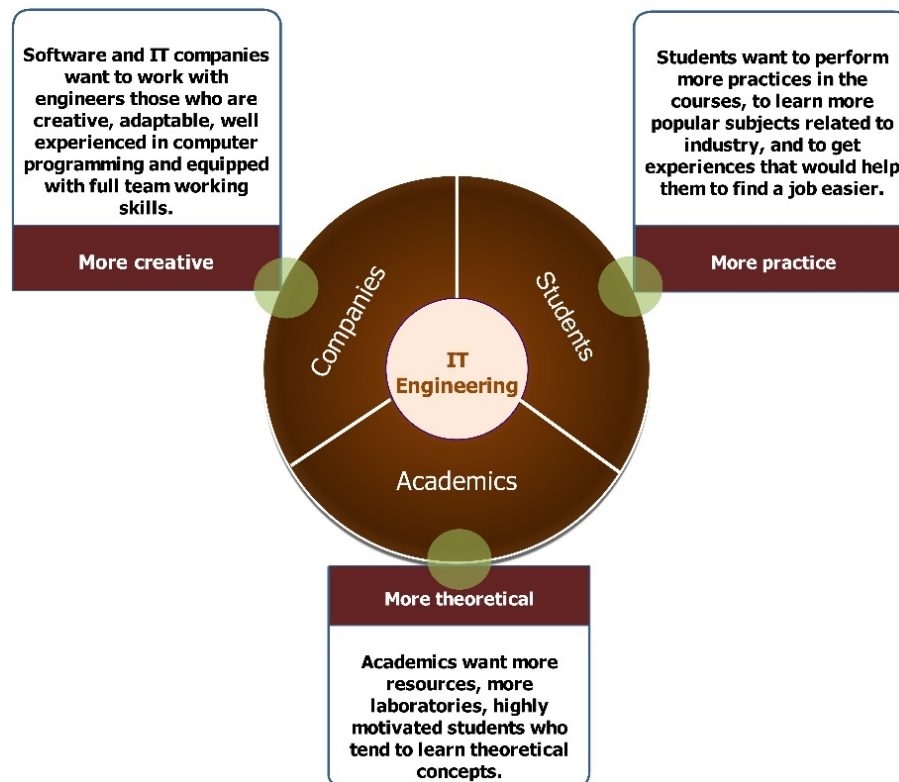 Software and IT companies
want to work with
engineers those who are
creative, adaptable, well
experienced in computer
programming and equipped
with full team working
skills.
More creative
Students want to perform
more practices in the
courses, to learn more
popular subjects related to
industry, and to get
experiences that would help
them to find a job easier.
More practice
Companies
Students
IT
Engineering
Academics
More theoretical
Academics want more
resources, more
laboratories, highly
motivated students who
tend to learn theoretical
concepts.